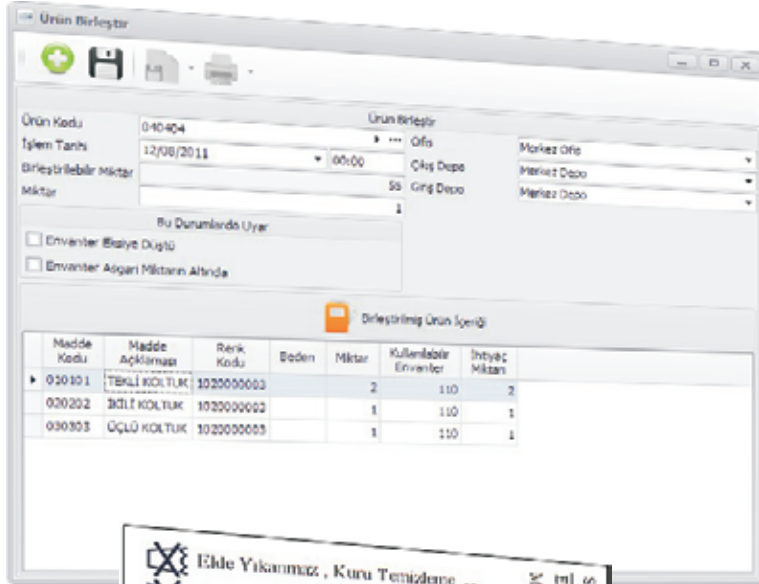 Ürün Birleştir
Ürün Birleştir
Ürün Kodu 040404 Ofis Merkez Ofis
İşlem Tarihi 12/08/2011 00:00 Çıkış Depo Merkez Depo
Birleştirilebilir Miktar 55 Giriş Depo Merkez Depo
Miktar 1
Bu Durumlarda Uyar
Envanter Eksiye Düştü
Envanter Asgari Miktarın Altında
Birleştirilmiş Ürün İçeriği
Madde Kodu Madde Açıklaması Renk Kodu Beden Miktar Kullanılabilir Envanter İhtiyaç Miktarı
010101 TEKLİ KOLTUK 1020000003 2 110 2
020202 İKİLİ KOLTUK 1020000003 1 110 1
030303 ÜÇLÜ KOLTUK 1020000003 1 110 1
Elde Yıkanmaz , Kuru Temizleme